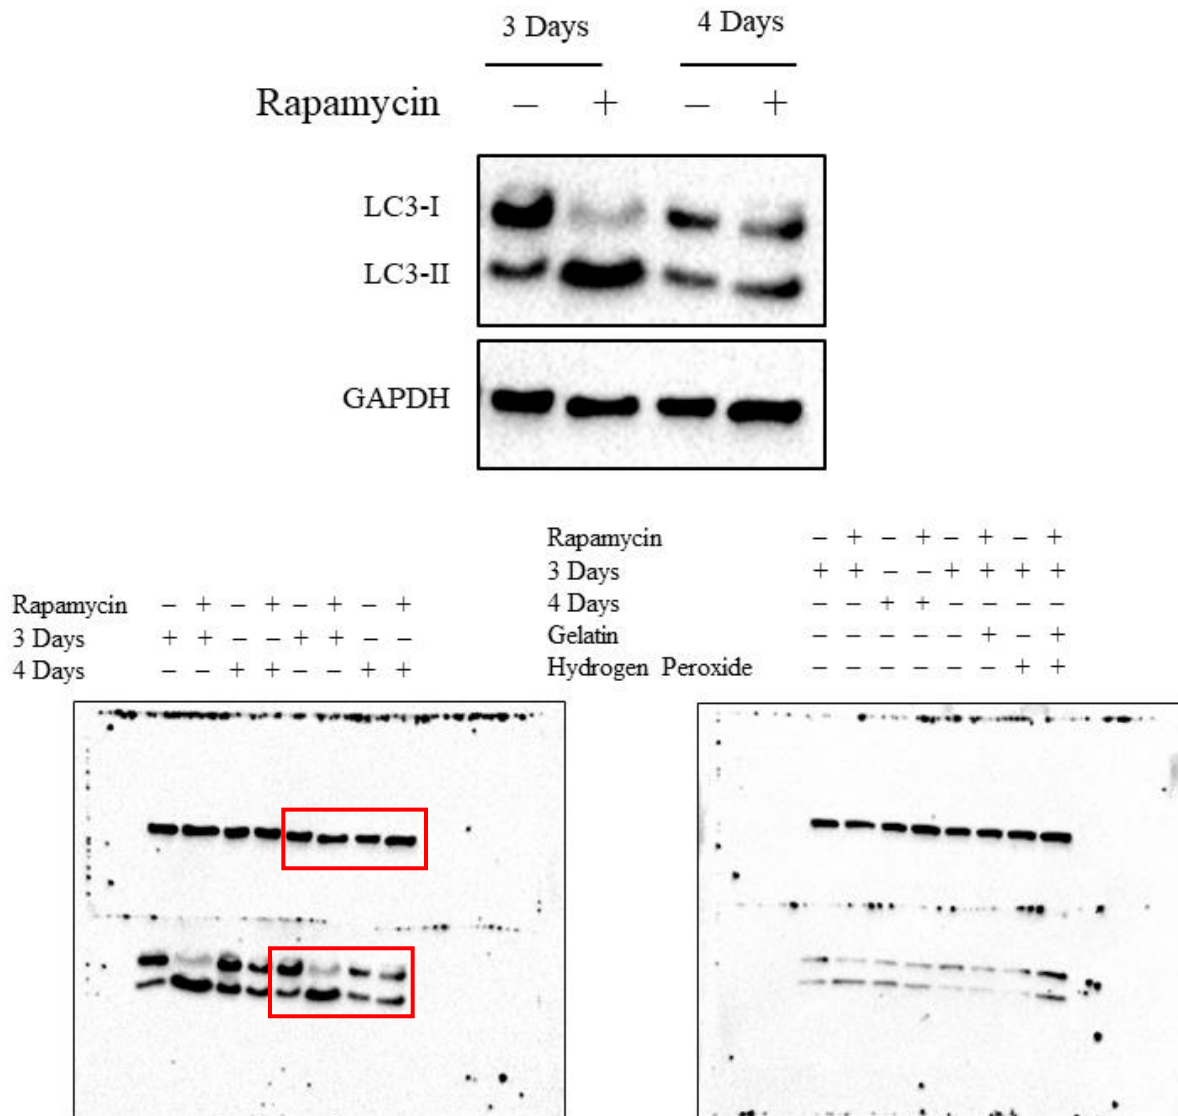 3 Days 4 Days
Rapamycin – + – +
LC3-I
LC3-II
GAPDH
Rapamycin – + – + – + – +
3 Days + + – – + + – –
4 Days – – + + – – + +
Rapamycin – + – + – + – +
3 Days + + – – + + + +
4 Days – – + + – – – –
Gelatin – – – – – + – +
Hydrogen Peroxide – – – – – – + +